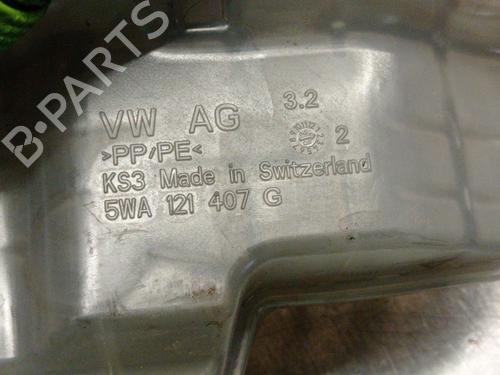 B-PARTS
VW AG 3.2
>PP/PE< 2
KS3 Made in Switzerland
5WA 121 407 G